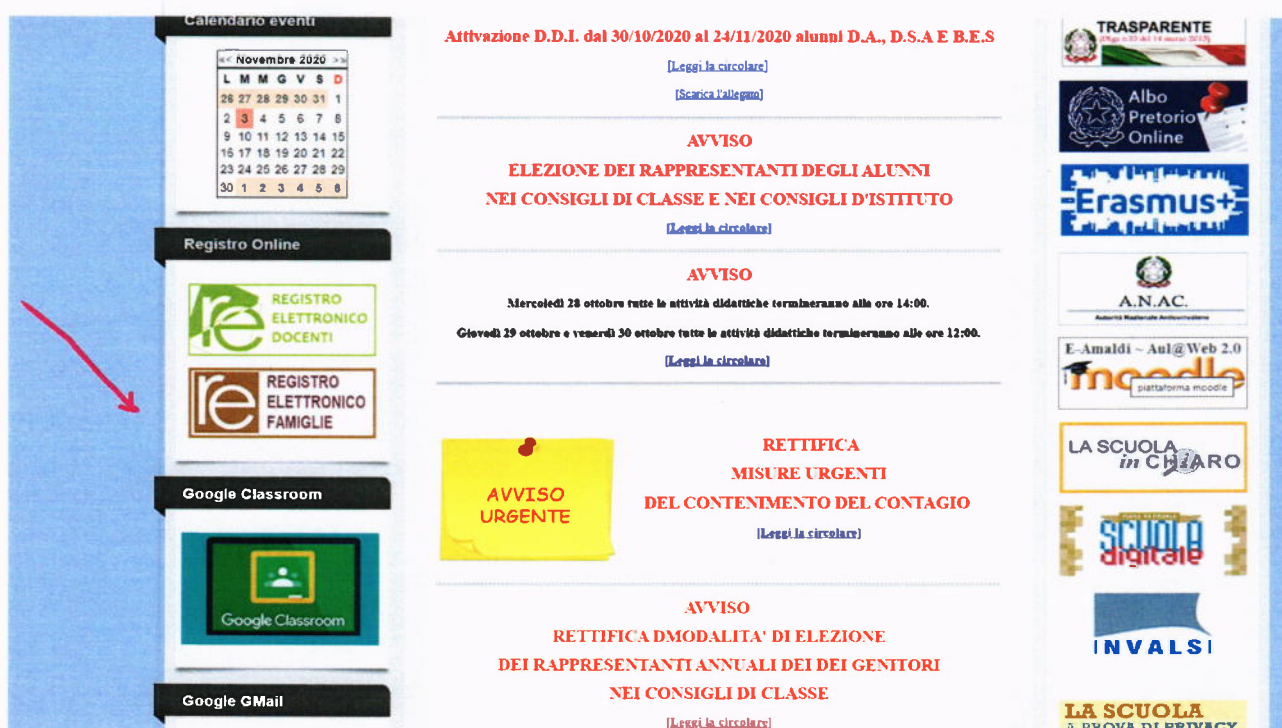 Calendario eventi
<< Novembre 2020 >>
L M M G V S D
26 27 28 29 30 31 1
2 3 4 5 6 7 8
9 10 11 12 13 14 15
16 17 18 19 20 21 22
23 24 25 26 27 28 29
30 1 2 3 4 5 6
Registro Online
re REGISTRO
ELETTRONICO
DOCENTI
re REGISTRO
ELETTRONICO
FAMIGLIE
Google Classroom
Google Classroom
Google GMail
Attivazione D.D.I. dal 30/10/2020 al 24/11/2020 alunni D.A., D.S.A E B.E.S
[Leggi la circolare]
[Scarica l'allegato]
AVVISO
ELEZIONE DEI RAPPRESENTANTI DEGLI ALUNNI
NEI CONSIGLI DI CLASSE E NEI CONSIGLI D'ISTITUTO
[Leggi la circolare]
AVVISO
Mercoledì 28 ottobre tutte le attività didattiche termineranno alle ore 14:00.
Giovedì 29 ottobre e venerdì 30 ottobre tutte le attività didattiche termineranno alle ore 12:00.
[Leggi la circolare]
AVVISO
URGENTE
RETTIFICA
MISURE URGENTI
DEL CONTENIMENTO DEL CONTAGIO
[Leggi la circolare]
AVVISO
RETTIFICA DMODALITA' DI ELEZIONE
DEI RAPPRESENTANTI ANNUALI DEI DEI GENITORI
NEI CONSIGLI DI CLASSE
[Leggi la circolare]
TRASPARENTE
Albo
Pretorio
Online
Erasmus+
A.N.AC.
Autorità Nazionale Anticorruzione
E-Amaldi ~ Aul@Web 2.0
moodle
piattaforma moodle
LA SCUOLA
in CHIARO
SCUOLA
digitale
INVALSI
LA SCUOLA
A PROVA DI PRIVACY